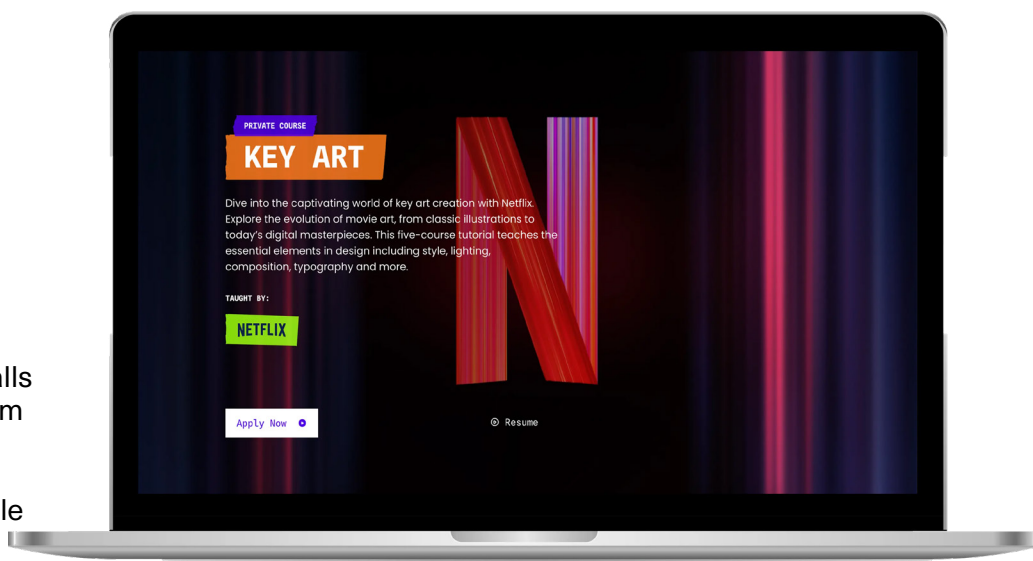 PRIVATE COURSE
KEY ART
Dive into the captivating world of key art creation with Netflix.
Explore the evolution of movie art, from classic illustrations to
today's digital masterpieces. This five-course tutorial teaches the
essential elements in design including style, lighting,
composition, typography and more.
TAUGHT BY:
NETFLIX
Apply Now
Resume
N